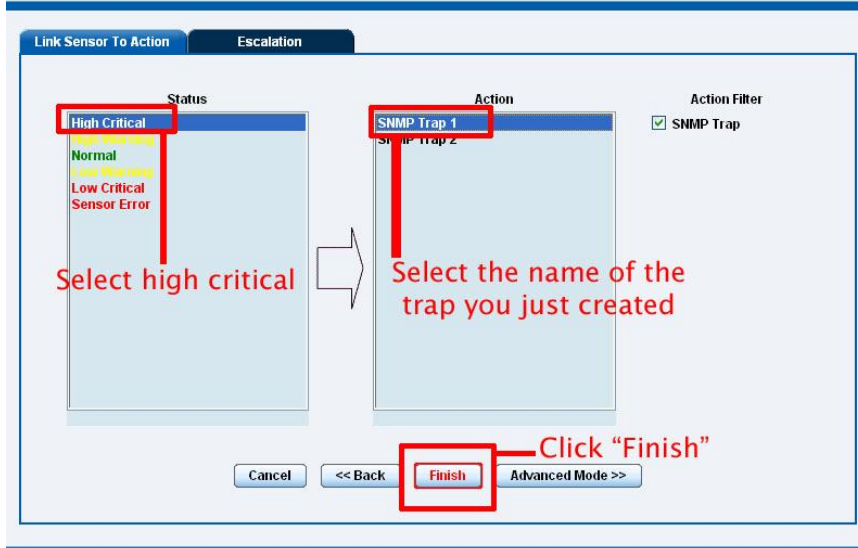 Link Sensor To Action
Escalation
Status
Action
Action Filter
High Critical
High Warning
Normal
Low Warning
Low Critical
Sensor Error
SNMP Trap 1
SNMP Trap 2
SNMP Trap
Select high critical
Select the name of the
trap you just created
Click “Finish”
Cancel
<< Back
Finish
Advanced Mode >>